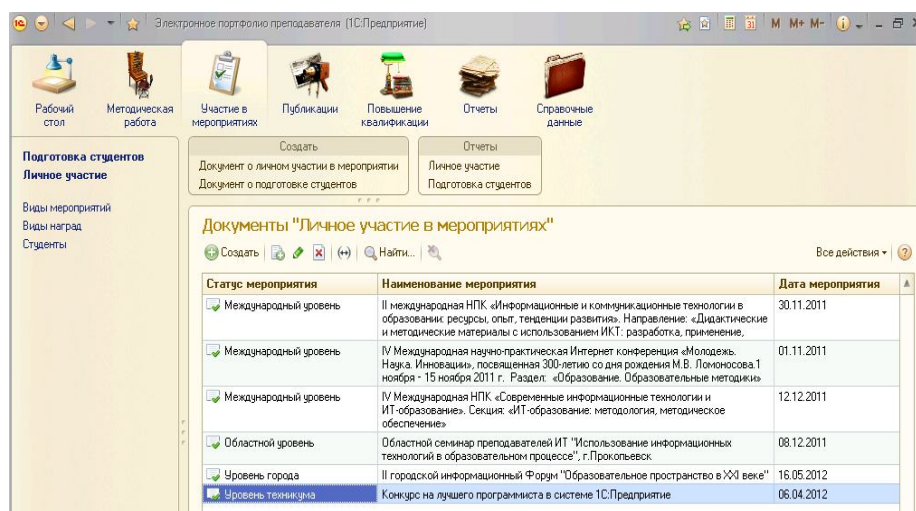 Электронное портфолио преподавателя (1С:Предприятие)
M M+ M-
Рабочий стол
Методическая работа
Участие в мероприятиях
Публикации
Повышение квалификации
Отчеты
Справочные данные
Подготовка студентов
Личное участие
Виды мероприятий
Виды наград
Студенты
Создать
Документ о личном участии в мероприятии
Документ о подготовке студентов
Отчеты
Личное участие
Подготовка студентов
Документы "Личное участие в мероприятиях"
Создать Найти... Все действия
Статус мероприятия Наименование мероприятия Дата мероприятия
Международный уровень II международная НПК «Информационные и коммуникационные технологии в 30.11.2011
образовании: ресурсы, опыт, тенденции развития». Направление: «Дидактические
и методические материалы с использованием ИКТ: разработка, применение,
Международный уровень IV Международная научно-практическая Интернет конференция «Молодежь. 01.11.2011
Наука. Инновации», посвященная 300-летию со дня рождения М.В. Ломоносова.1
ноября - 15 ноября 2011 г. Раздел: «Образование. Образовательные методики»
Международный уровень IV Международная НПК «Современные информационные технологии и 12.12.2011
ИТ-образование». Секция: «ИТ-образование: методология, методическое
обеспечение»
Областной уровень Областной семинар преподавателей ИТ "Использование информационных 08.12.2011
технологий в образовательном процессе", г.Прокопьевск
Уровень города II городской информационный Форум "Образовательное пространство в XXI веке" 16.05.2012
Уровень техникума Конкурс на лучшего программиста в системе 1С:Предприятие 06.04.2012